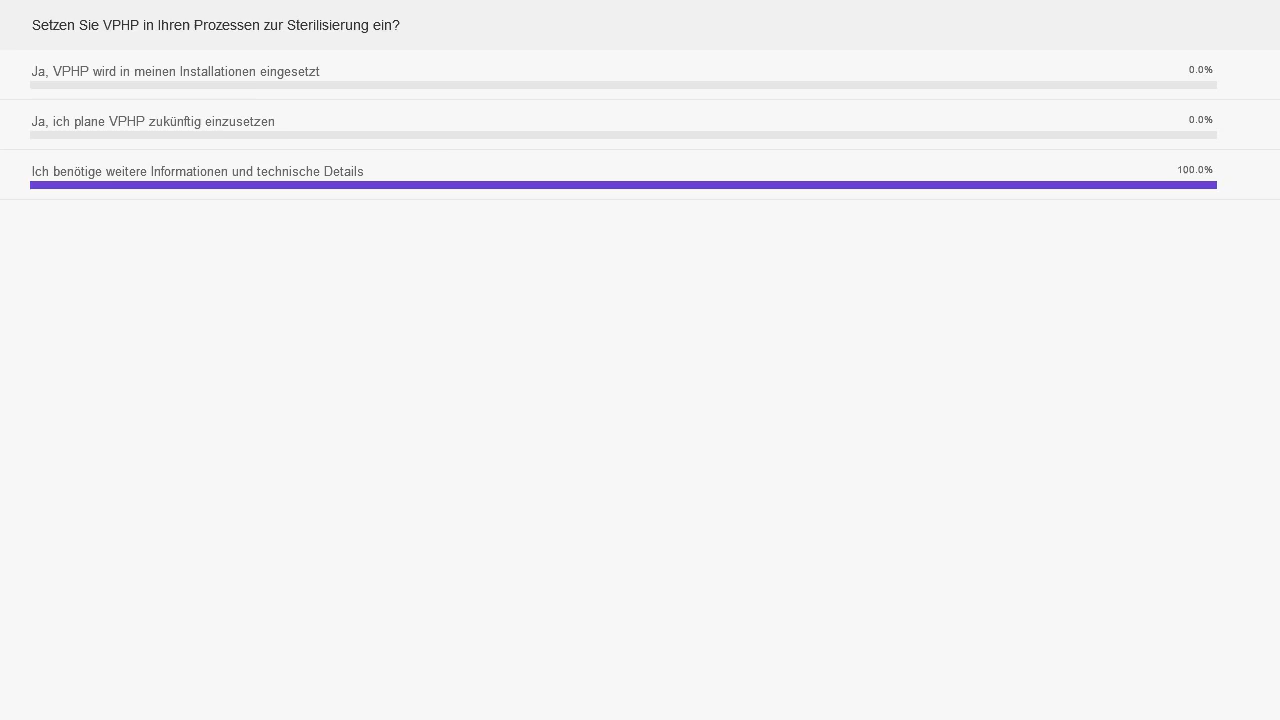 Setzen Sie VPHP in Ihren Prozessen zur Sterilisierung ein?
Ja, VPHP wird in meinen Installationen eingesetzt 0.0%
Ja, ich plane VPHP zukünftig einzusetzen 0.0%
Ich benötige weitere Informationen und technische Details 100.0%